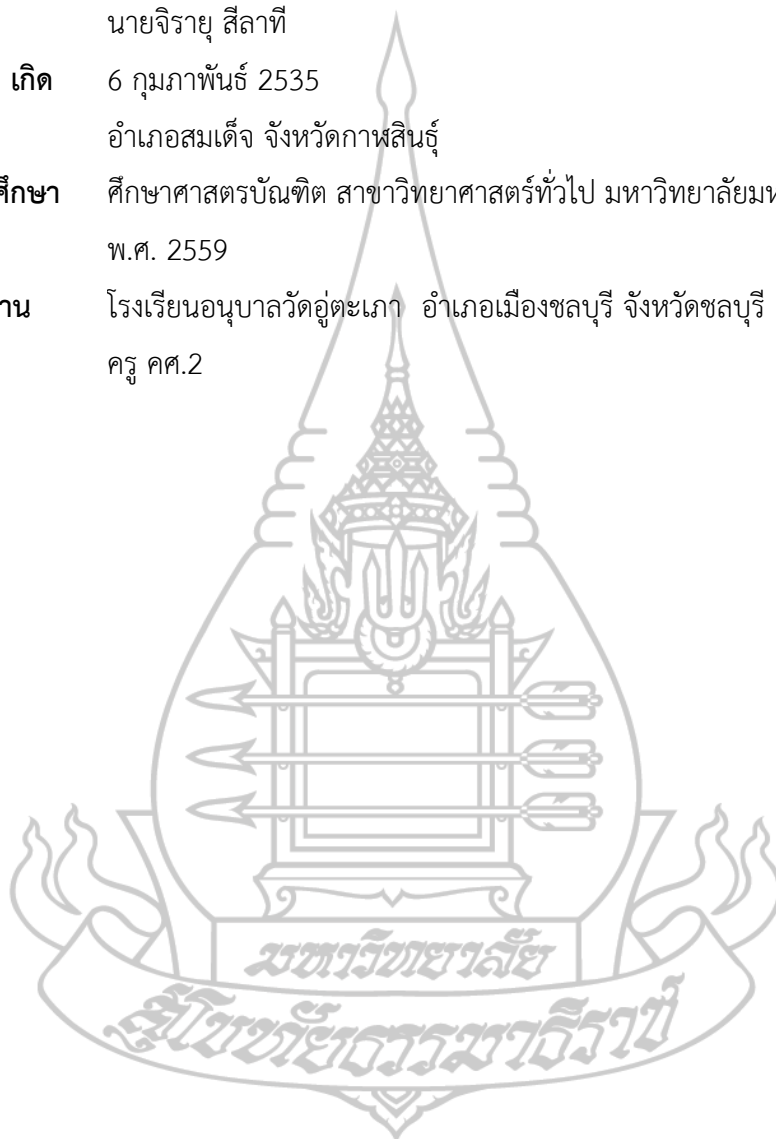 นายจิรายุ สีลาที
เกิด 6 กุมภาพันธ์ 2535
อำเภอสมเด็จ จังหวัดกาฬสินธุ์
ศึกษา ศึกษาศาสตรบัณฑิต สาขาวิทยาศาสตร์ทั่วไป มหาวิทยาลัยมห
พ.ศ. 2559
าน โรงเรียนอนุบาลวัดอู่ตะเภา อำเภอเมืองชลบุรี จังหวัดชลบุรี
ครู คศ.2
มหาวิทยาลัย
สุโขทัยธรรมาธิราช